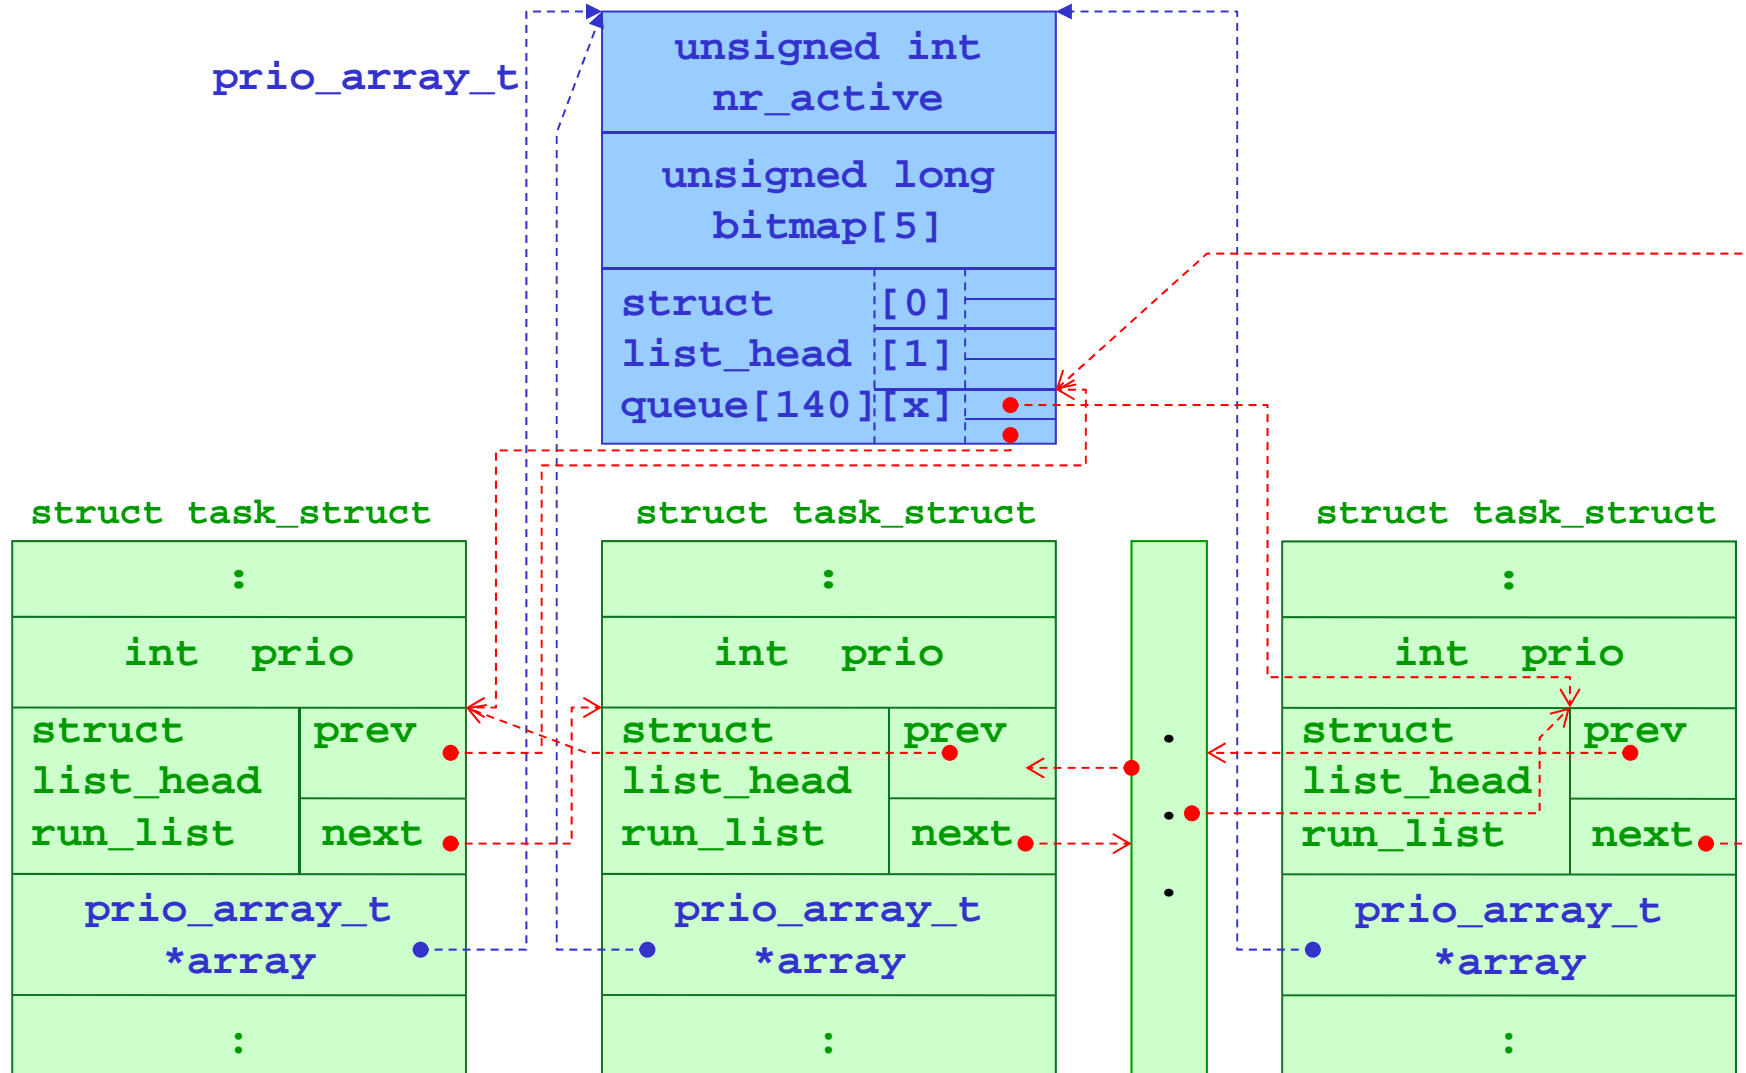 prio_array_t
unsigned int
nr_active
unsigned long
bitmap[5]
struct [0]
list_head [1]
queue[140][x]
struct task_struct
:
int prio
struct prev
list_head
run_list next
prio_array_t
*array
:
struct task_struct
:
int prio
struct prev
list_head
run_list next
prio_array_t
*array
:
struct task_struct
:
int prio
struct prev
list_head
run_list next
prio_array_t
*array
: